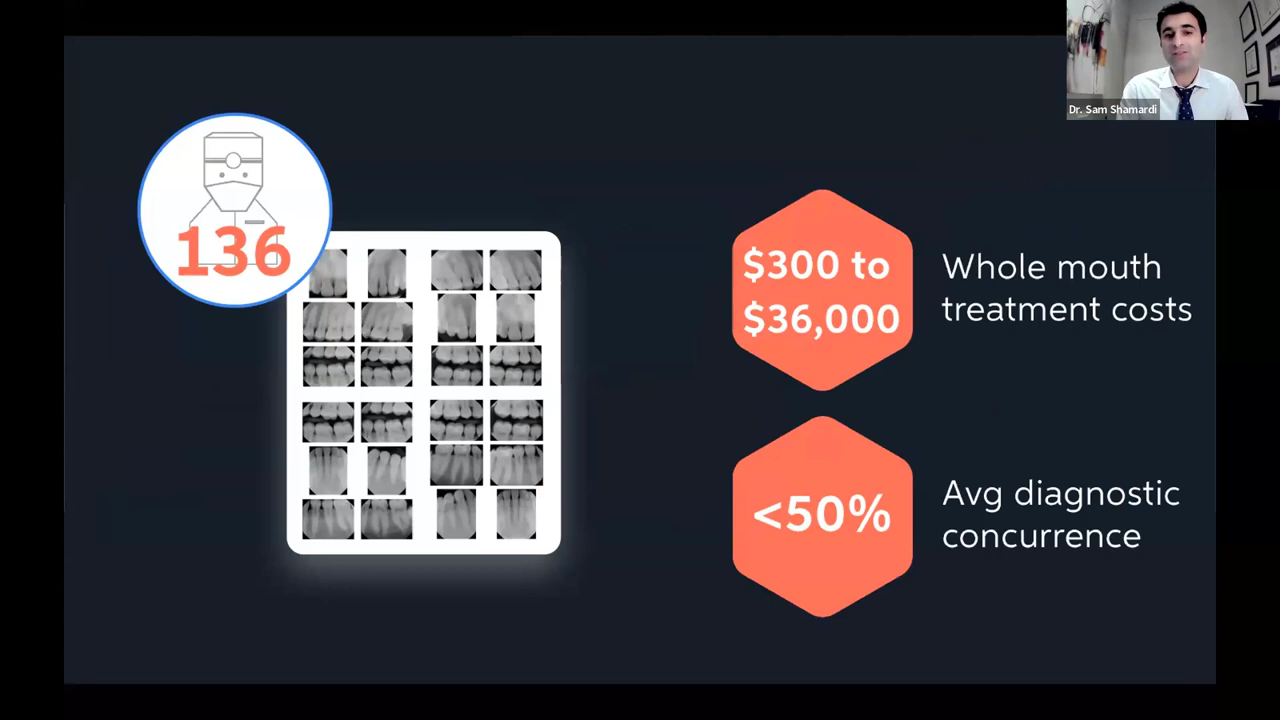 Dr. Sam Shamardi
136
$300 to
$36,000
Whole mouth
treatment costs
<50%
Avg diagnostic
concurrence